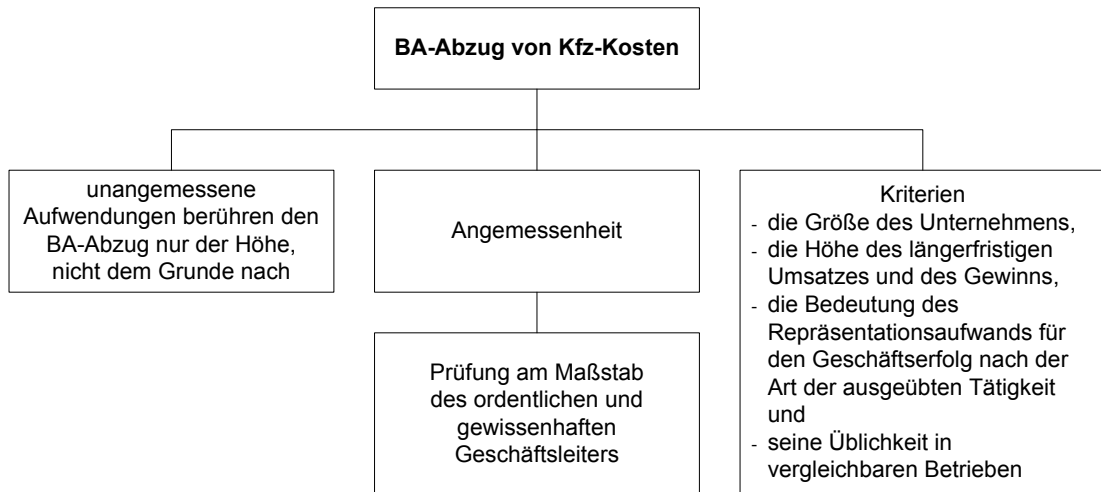 BA-Abzug von Kfz-Kosten
unangemessene
Aufwendungen berühren den
BA-Abzug nur der Höhe,
nicht dem Grunde nach
Angemessenheit
Prüfung am Maßstab
des ordentlichen und
gewissenhaften
Geschäftsleiters
Kriterien
- die Größe des Unternehmens,
- die Höhe des längerfristigen
Umsatzes und des Gewinns,
- die Bedeutung des
Repräsentationsaufwands für
den Geschäftserfolg nach der
Art der ausgeübten Tätigkeit
und
- seine Üblichkeit in
vergleichbaren Betrieben